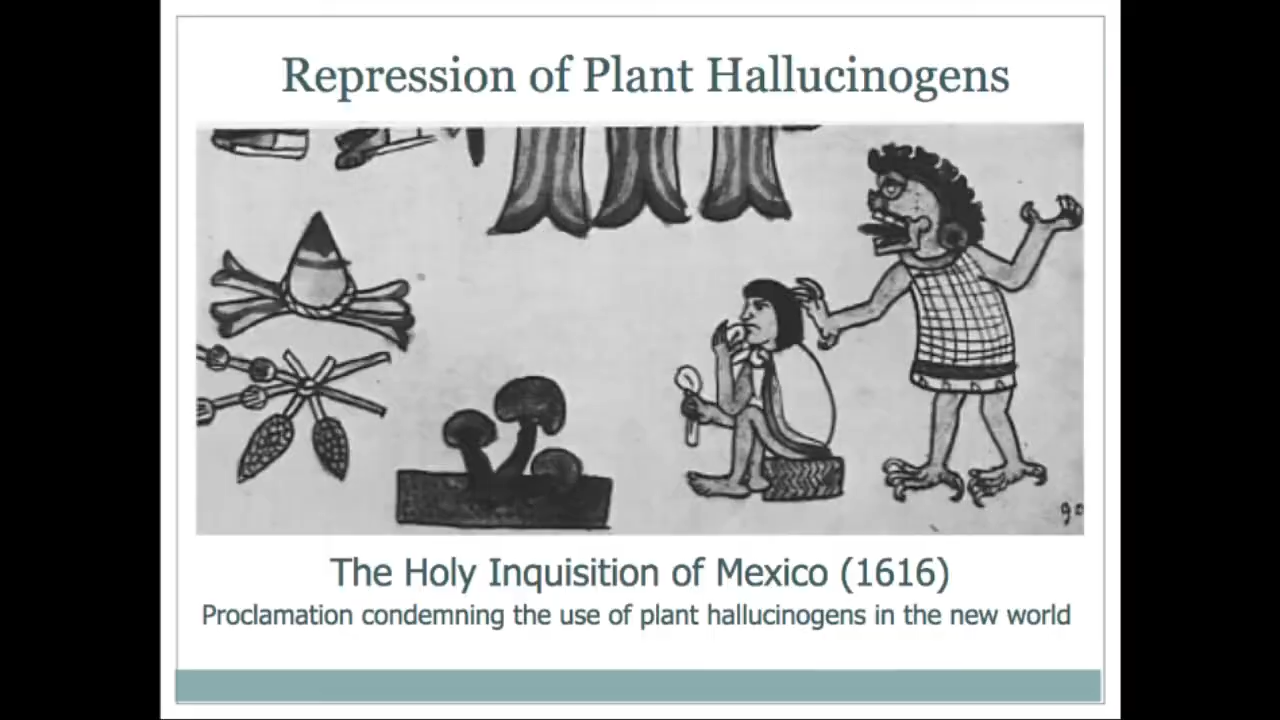 Repression of Plant Hallucinogens
The Holy Inquisition of Mexico (1616)
Proclamation condemning the use of plant hallucinogens in the new world